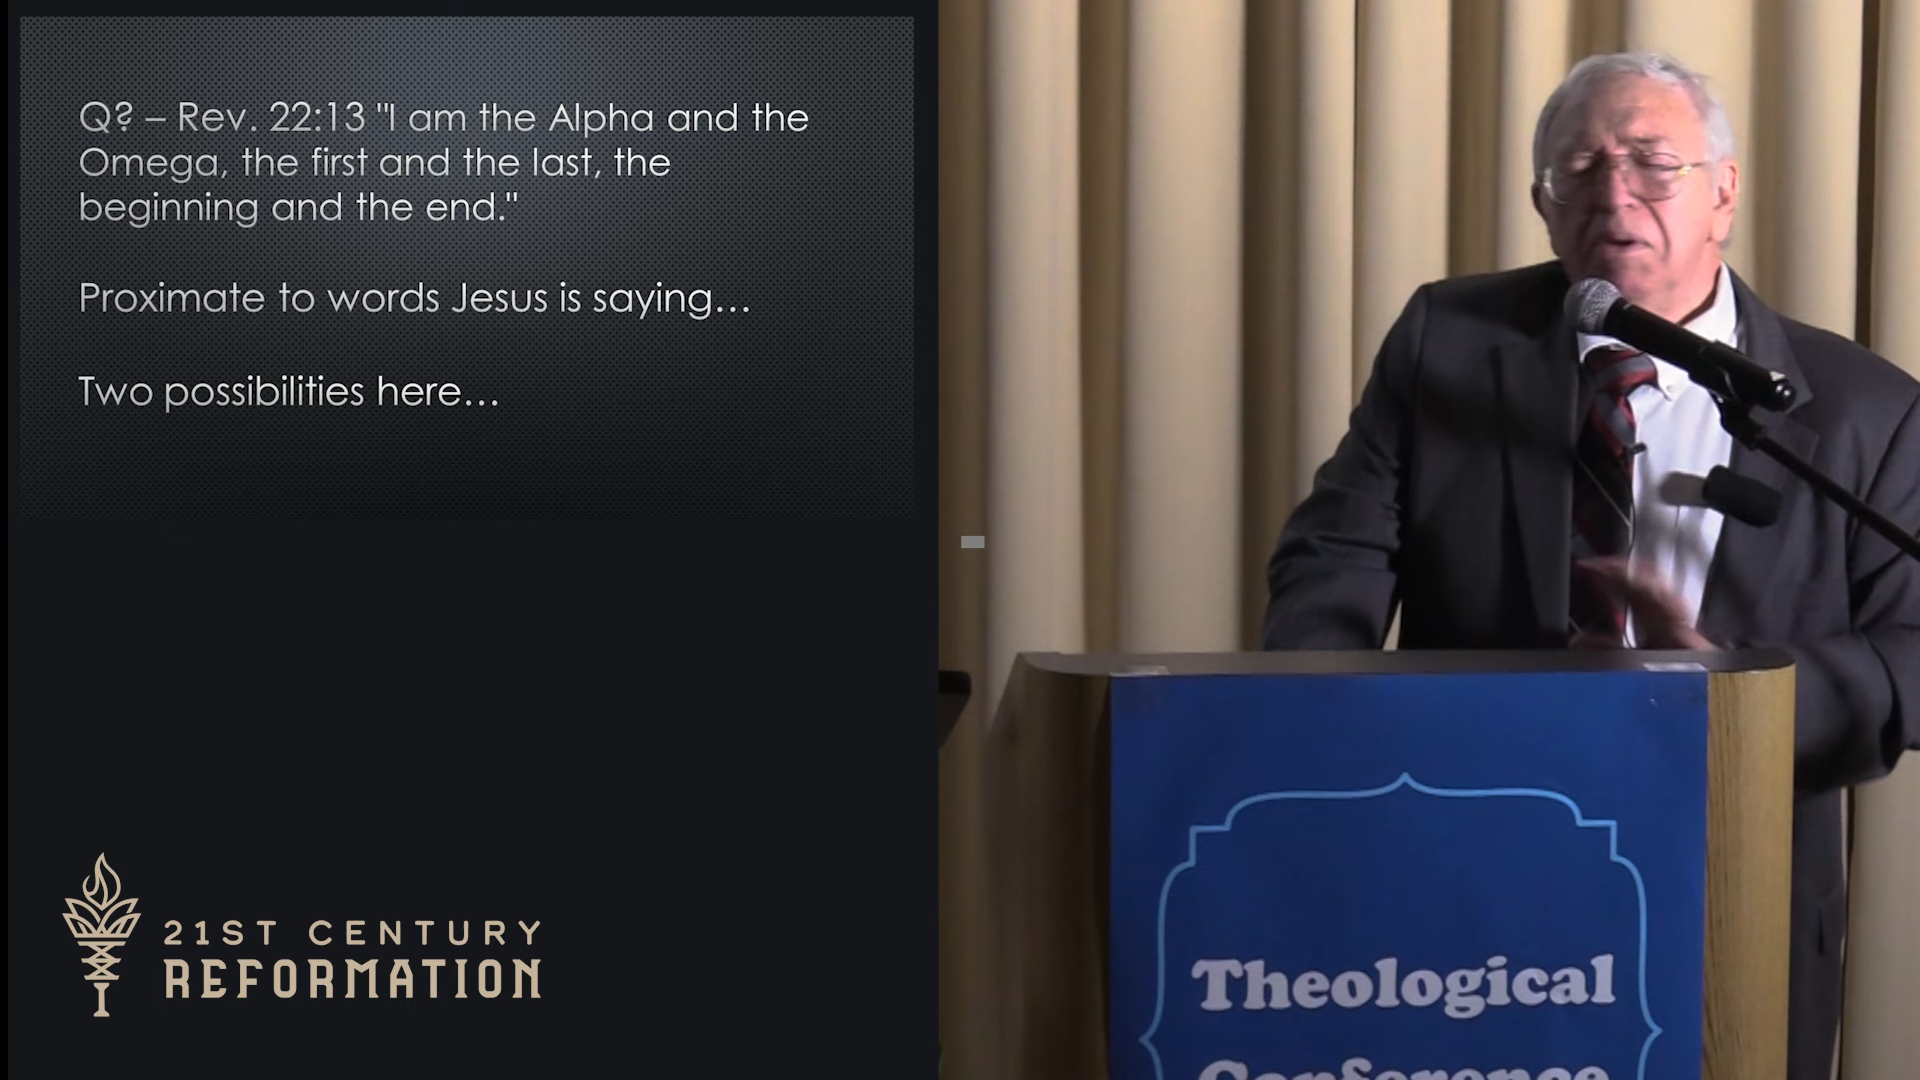 Q? – Rev. 22:13 "I am the Alpha and the
Omega, the first and the last, the
beginning and the end."
Proximate to words Jesus is saying…
Two possibilities here…
21ST CENTURY
REFORMATION
Theological
Conference